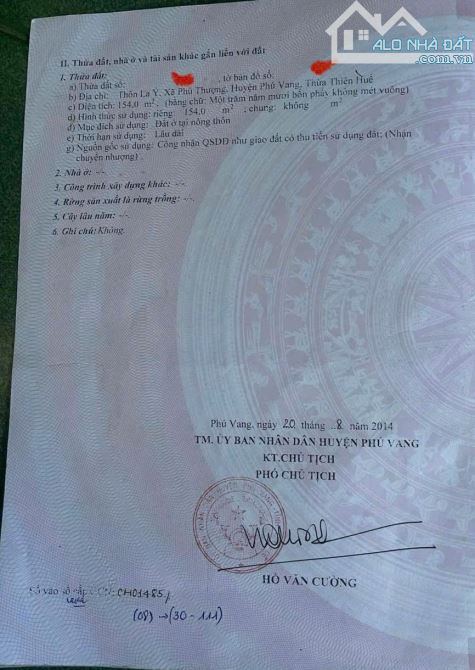 ALO NHÀ ĐẤT
II. Thửa đất, nhà ở và tài sản khác gắn liền với đất
1. Thửa đất:
a) Thửa đất số: , tờ bản đồ số:
b) Địa chỉ: Thôn La Ỷ, Xã Phú Thượng, Huyện Phú Vang, Thừa Thiên Huế
c) Diện tích: 154,0 m², (bằng chữ: Một trăm năm mươi bốn phẩy không mét vuông)
d) Hình thức sử dụng: riêng: 154,0 m²; chung: không m²
đ) Mục đích sử dụng: Đất ở tại nông thôn
e) Thời hạn sử dụng: Lâu dài
g) Nguồn gốc sử dụng: Công nhận QSDĐ như giao đất có thu tiền sử dụng đất; (Nhận
chuyển nhượng) .
2. Nhà ở: -/-
3. Công trình xây dựng khác: -/-
4. Rừng sản xuất là rừng trồng: -/-
5. Cây lâu năm: -/-
6. Ghi chú: Không.
Phú Vang, ngày 20 tháng 8 năm 2014
TM. ỦY BAN NHÂN DÂN HUYỆN PHÚ VANG
KT.CHỦ TỊCH
PHÓ CHỦ TỊCH
HỒ VĂN CƯỜNG
Số vào sổ cấp GCN: CH01485
(08) → (30 - 111)